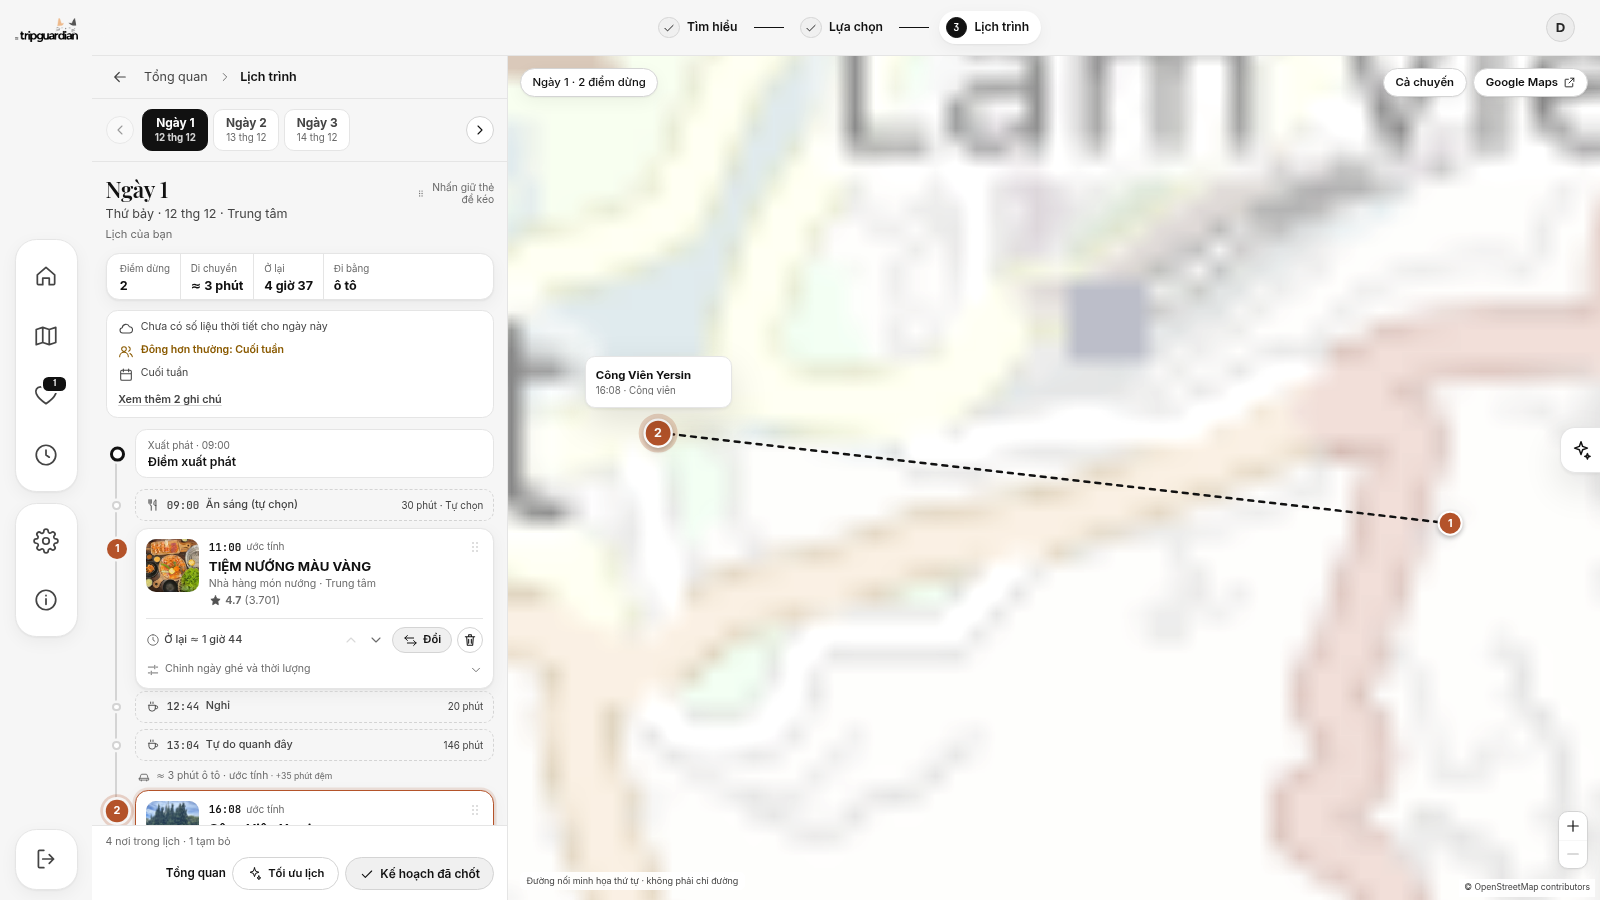 tripguardian
Tìm hiểu
Lựa chọn
3
Lịch trình
D
Tổng quan
Lịch trình
Ngày 1
12 thg 12
Ngày 2
13 thg 12
Ngày 3
14 thg 12
Ngày 1
Nhấn giữ thẻ
để kéo
Thứ bảy · 12 thg 12 · Trung tâm
Lịch của bạn
Điểm dừng
2
Di chuyển
≈ 3 phút
Ở lại
4 giờ 37
Đi bằng
ô tô
Chưa có số liệu thời tiết cho ngày này
Đông hơn thường: Cuối tuần
Cuối tuần
Xem thêm 2 ghi chú
1
Xuất phát · 09:00
Điểm xuất phát
09:00 Ăn sáng (tự chọn)
30 phút · Tự chọn
1
11:00 ước tính
TIỆM NƯỚNG MÀU VÀNG
Nhà hàng món nướng · Trung tâm
★ 4.7 (3.701)
Ở lại ≈ 1 giờ 44
Đổi
Chỉnh ngày ghé và thời lượng
12:44 Nghỉ
20 phút
13:04 Tự do quanh đây
146 phút
≈ 3 phút ô tô · ước tính · +35 phút đệm
2
16:08 ước tính
4 nơi trong lịch · 1 tạm bỏ
Tổng quan
Tối ưu lịch
Kế hoạch đã chốt
Ngày 1 · 2 điểm dừng
Cả chuyến
Google Maps
Lâm Viê
Công Viên Yersin
16:08 · Công viên
2
1
+
−
Đường nối minh họa thứ tự · không phải chỉ đường
© OpenStreetMap contributors